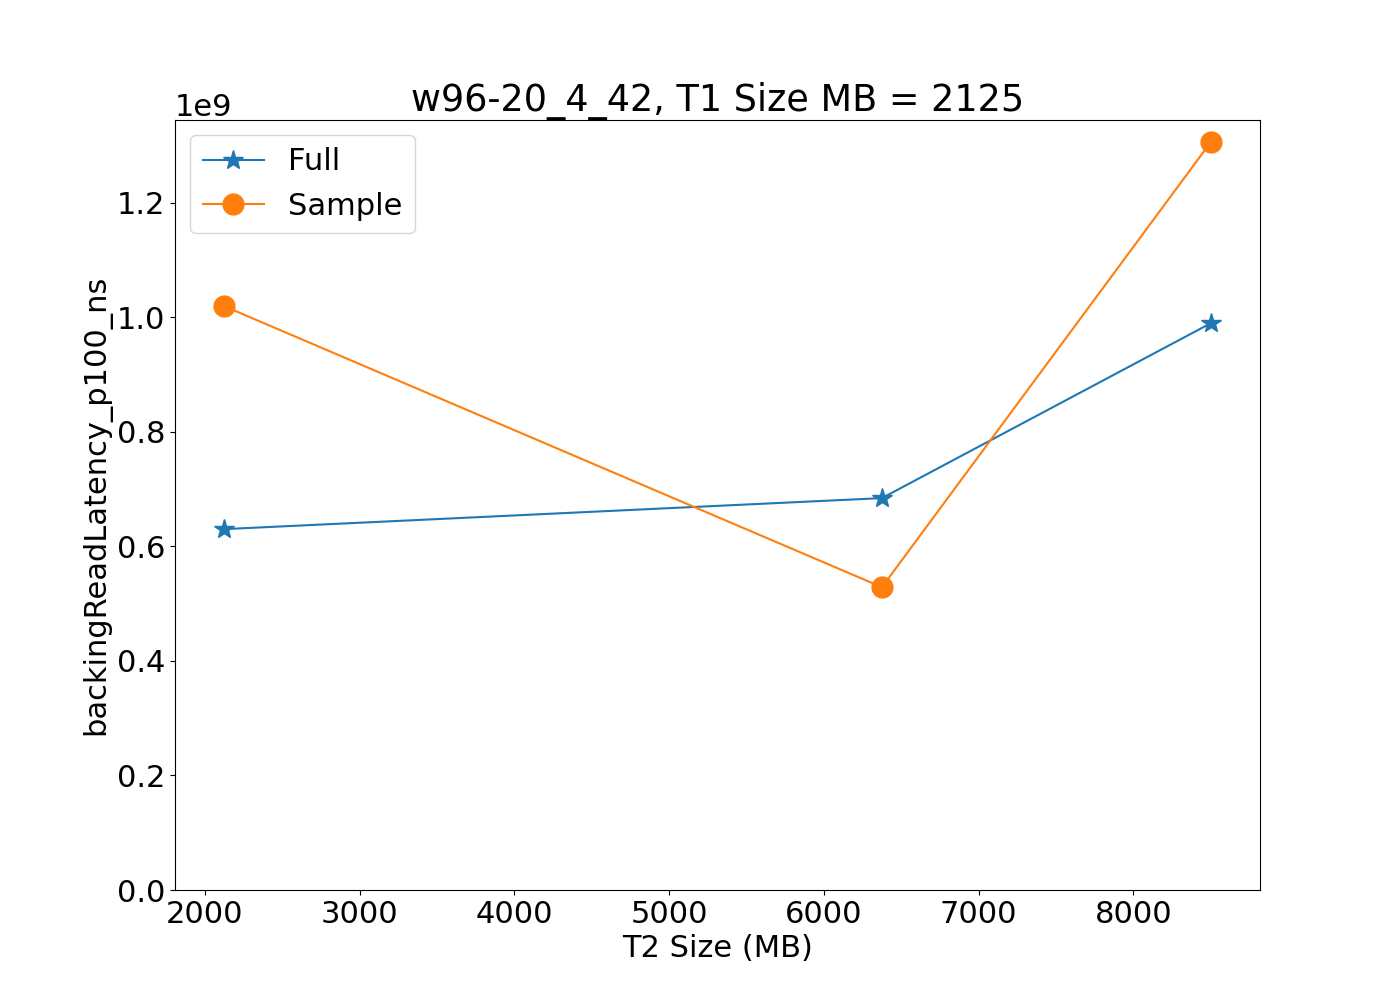 w96-20_4_42, T1 Size MB = 2125
1e9
Full
Sample
1.2
1.0
0.8
0.6
0.4
0.2
0.0
backingReadLatency_p100_ns
2000 3000 4000 5000 6000 7000 8000
T2 Size (MB)